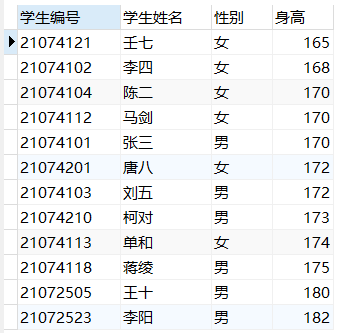 学生编号 学生姓名 性别 身高
21074121 壬七 女 165
21074102 李四 女 168
21074104 陈二 女 170
21074112 马剑 女 170
21074101 张三 男 170
21074201 唐八 女 172
21074103 刘五 男 172
21074210 柯对 男 173
21074113 单和 女 174
21074118 蒋绫 男 175
21072505 王十 男 180
21072523 李阳 男 182